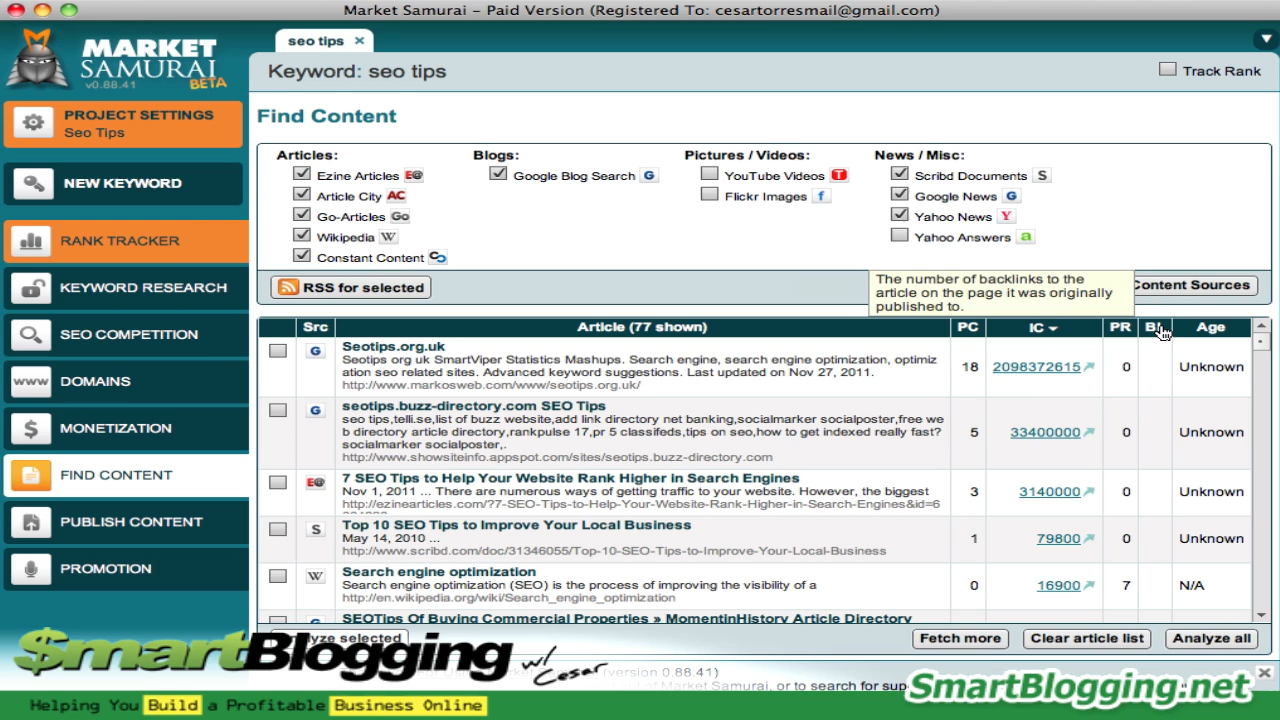 Market Samurai – Paid Version (Registered To: cesartorresmail@gmail.com)
MARKET
SAMURAI
v0.88.41 BETA
seo tips ×
Keyword: seo tips
Track Rank
PROJECT SETTINGS
Seo Tips
NEW KEYWORD
RANK TRACKER
KEYWORD RESEARCH
SEO COMPETITION
www DOMAINS
$ MONETIZATION
FIND CONTENT
PUBLISH CONTENT
PROMOTION
Find Content
Articles:
Ezine Articles E@
Article City AC
Go-Articles Go
Wikipedia W
Constant Content
Blogs:
Google Blog Search G
Pictures / Videos:
YouTube Videos T
Flickr Images f
News / Misc:
Scribd Documents S
Google News G
Yahoo News Y
Yahoo Answers a
RSS for selected
The number of backlinks to the
article on the page it was originally
published to.
Content Sources
Src Article (77 shown) PC IC PR Age
G Seotips.org.uk
Seotips org uk SmartViper Statistics Mashups. Search engine, search engine optimization, optimiz
ation seo related sites. Advanced keyword suggestions. Last updated on Nov 27, 2011.
http://www.markosweb.com/www/seotips.org.uk/
18 2098372615 0 Unknown
G seotips.buzz-directory.com SEO Tips
seo tips,telli.se,list of buzz website,add link directory net banking,socialmarker socialposter,free we
b directory article directory,rankpulse 17,pr 5 classifeds,tips on seo,how to get indexed really fast?
socialmarker socialposter,.
http://www.showsiteinfo.appspot.com/sites/seotips.buzz-directory.com
5 33400000 0 Unknown
E@ 7 SEO Tips to Help Your Website Rank Higher in Search Engines
Nov 1, 2011 ... There are numerous ways of getting traffic to your website. However, the biggest
http://ezinearticles.com/?7-SEO-Tips-to-Help-Your-Website-Rank-Higher-in-Search-Engines&id=6
3 3140000 0 Unknown
S Top 10 SEO Tips to Improve Your Local Business
May 14, 2010 ...
http://www.scribd.com/doc/31346055/Top-10-SEO-Tips-to-Improve-Your-Local-Business
1 79800 0 Unknown
W Search engine optimization
Search engine optimization (SEO) is the process of improving the visibility of a
http://en.wikipedia.org/wiki/Search_engine_optimization
0 16900 7 N/A
SEOTips Of Buying Commercial Properties » MomentinHistory Article Directory
selected
Fetch more
Clear article list
Analyze all
(version 0.88.41)
of Market Samurai, or to search for
$martBlogging w/ Cesar
SmartBlogging.net
Helping You Build a Profitable Business Online